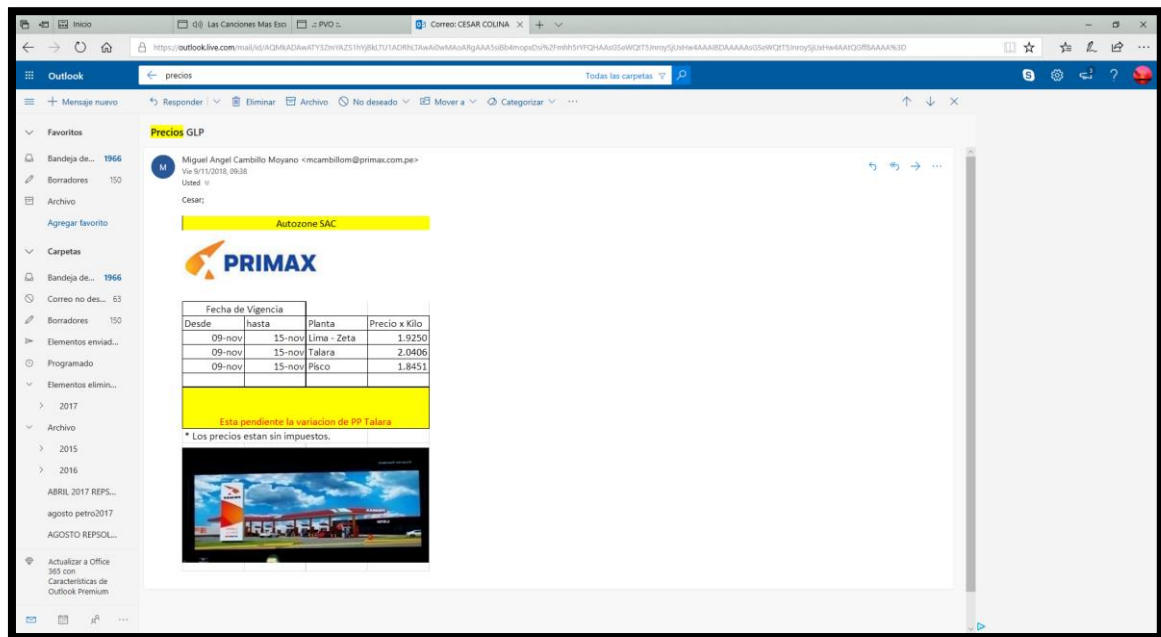 Inicio
Las Canciones Mas Esc
.: PVO :.
Correo: CESAR COLINA
Outlook
precios
Todas las carpetas
Mensaje nuevo
Responder
Eliminar
Archivo
No deseado
Mover a
Categorizar
Favoritos
Bandeja de... 1966
Borradores 150
Archivo
Agregar favorito
Carpetas
Bandeja de... 1966
Correo no des... 63
Borradores 150
Elementos enviad...
Programado
Elementos elimin...
2017
Archivo
2015
2016
ABRIL 2017 REPS...
agosto petro2017
AGOSTO REPSOL...
Actualizar a Office
365 con
Características de
Outlook Premium
Precios GLP
M
Miguel Angel Cambillo Moyano <mcambillom@primax.com.pe>
Vie 9/11/2018, 09:38
Usted
Cesar;
Autozone SAC
PRIMAX
Fecha de Vigencia
Desde hasta Planta Precio x Kilo
09-nov 15-nov Lima - Zeta 1.9250
09-nov 15-nov Talara 2.0406
09-nov 15-nov Pisco 1.8451
Esta pendiente la variacion de PP Talara
* Los precios estan sin impuestos.